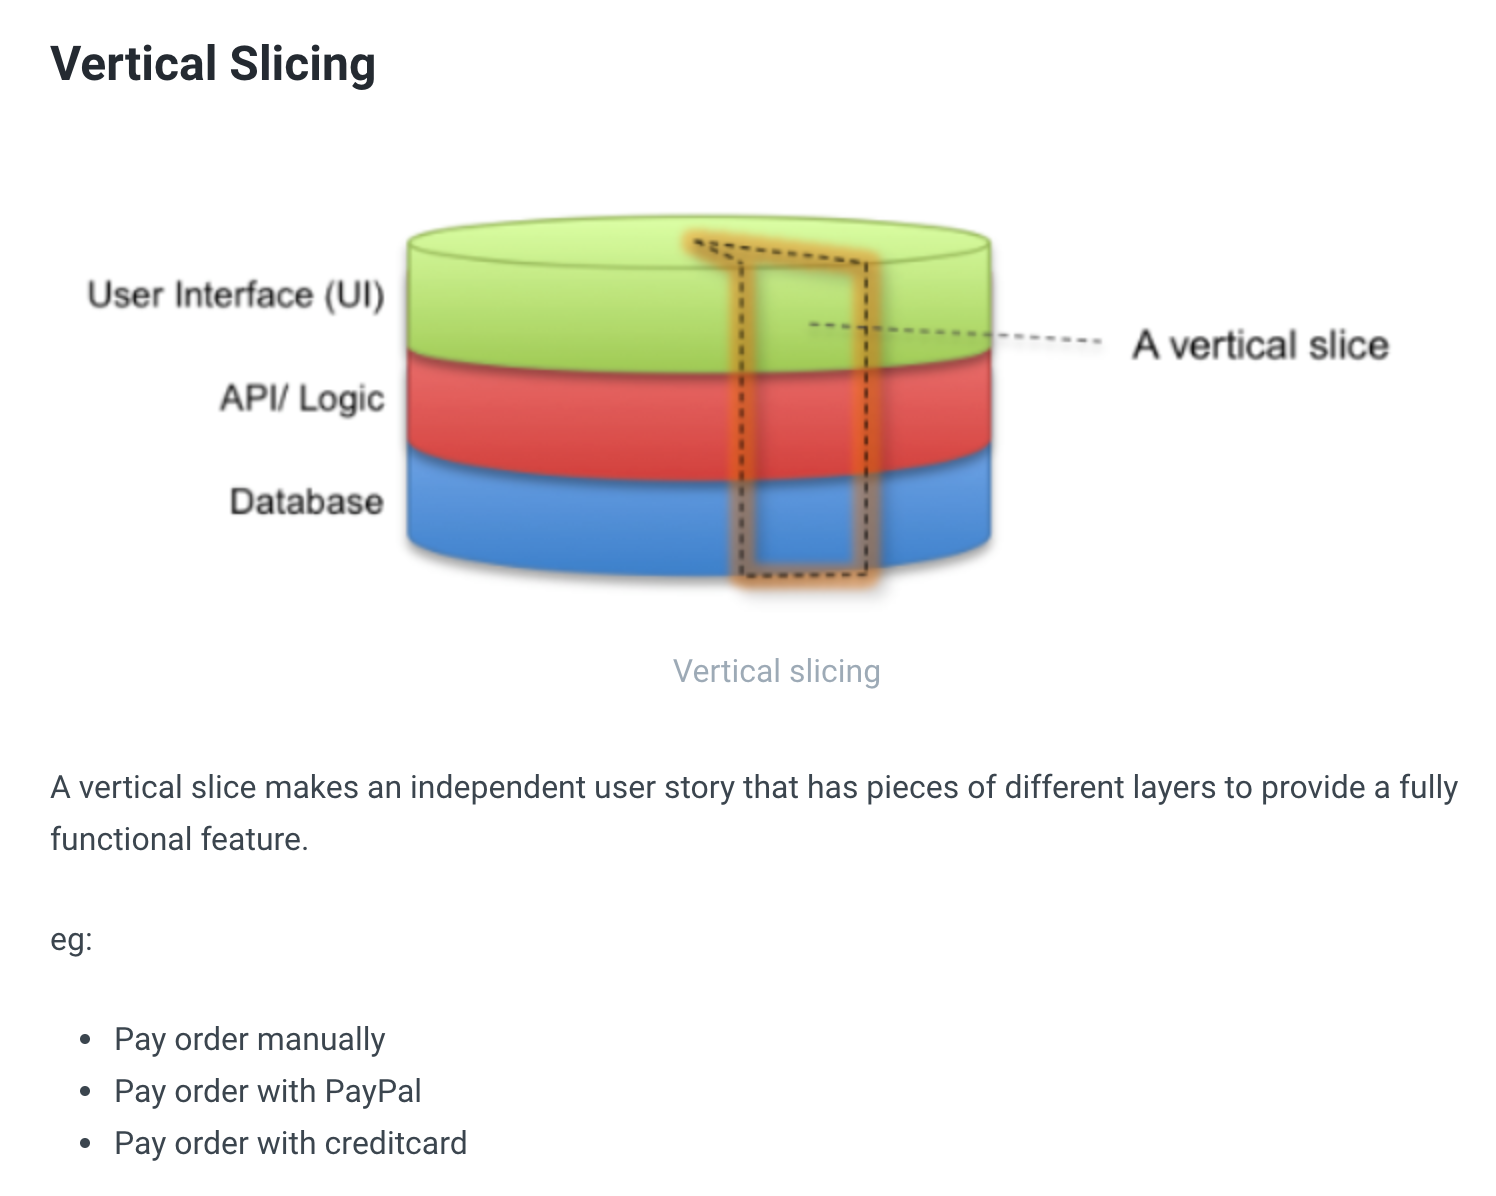 Vertical Slicing
User Interface (UI)
A vertical slice
API/ Logic
Database
Vertical slicing
A vertical slice makes an independent user story that has pieces of different layers to provide a fully
functional feature.
eg:
• Pay order manually
• Pay order with PayPal
• Pay order with creditcard